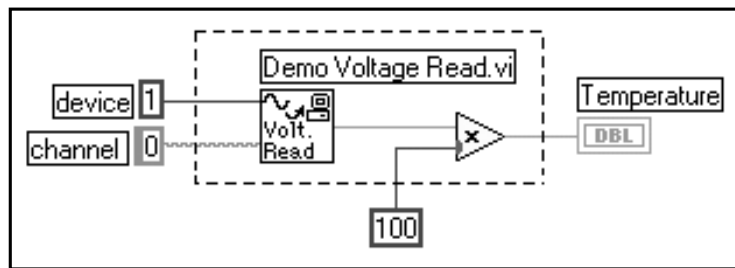 Demo Voltage Read.vi
device 1
Volt.
Read
channel 0
Temperature
x
DBL
100